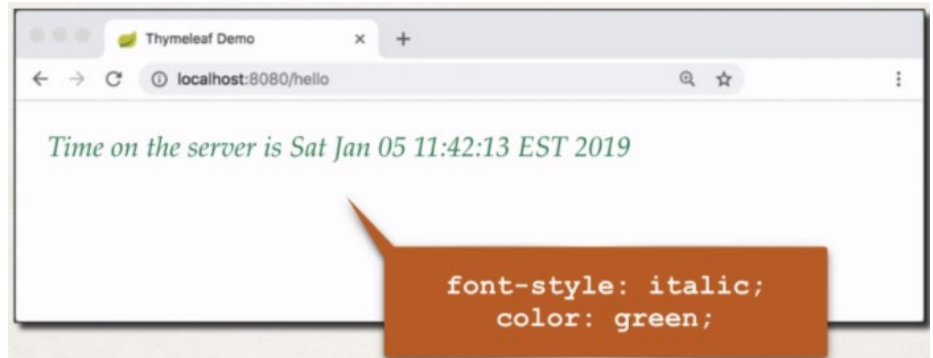 Thymeleaf Demo
localhost:8080/hello
Time on the server is Sat Jan 05 11:42:13 EST 2019
font-style: italic;
color: green;